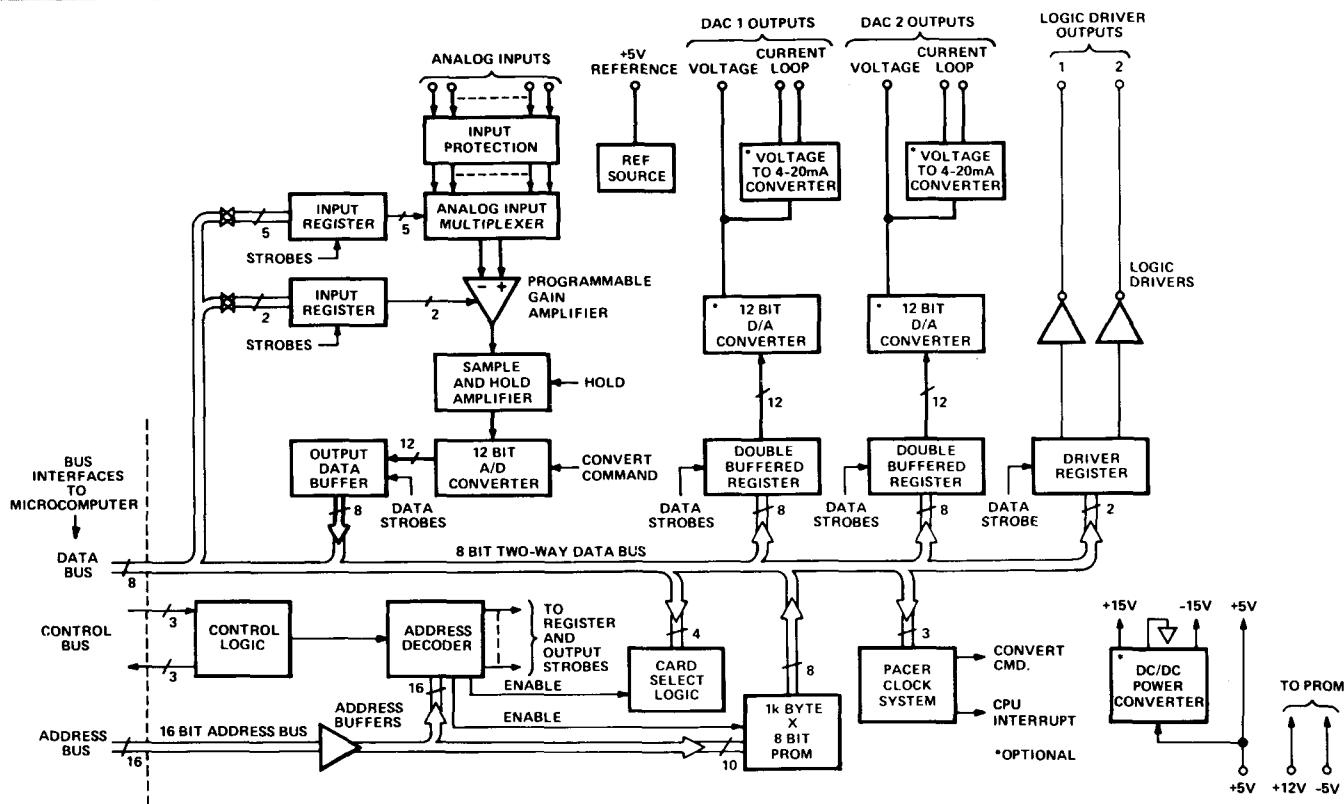 DAC 1 OUTPUTS
VOLTAGE
CURRENT
LOOP
DAC 2 OUTPUTS
VOLTAGE
CURRENT
LOOP
LOGIC DRIVER
OUTPUTS
1
2
ANALOG INPUTS
+5V
REFERENCE
INPUT
PROTECTION
REF
SOURCE
* VOLTAGE
TO 4-20mA
CONVERTER
* VOLTAGE
TO 4-20mA
CONVERTER
INPUT
REGISTER
5
5
STROBES
ANALOG INPUT
MULTIPLEXER
INPUT
REGISTER
2
2
STROBES
- +
PROGRAMMABLE
GAIN
AMPLIFIER
LOGIC
DRIVERS
* 12 BIT
D/A
CONVERTER
* 12 BIT
D/A
CONVERTER
SAMPLE
AND HOLD
AMPLIFIER
HOLD
12
12
OUTPUT
DATA
BUFFER
12
12 BIT
A/D
CONVERTER
CONVERT
COMMAND
DOUBLE
BUFFERED
REGISTER
DOUBLE
BUFFERED
REGISTER
DRIVER
REGISTER
8
DATA
STROBES
DATA
STROBES
8
DATA
STROBES
8
DATA
STROBE
2
BUS
INTERFACES
TO
MICROCOMPUTER
DATA
BUS
8
8 BIT TWO-WAY DATA BUS
CONTROL
BUS
3
3
CONTROL
LOGIC
ADDRESS
DECODER
TO
REGISTER
AND
OUTPUT
STROBES
4
CARD
SELECT
LOGIC
8
3
PACER
CLOCK
SYSTEM
CONVERT
CMD.
CPU
INTERRUPT
+15V
-15V
+5V
* DC/DC
POWER
CONVERTER
TO PROM
16
ENABLE
ENABLE
ADDRESS
BUFFERS
1k BYTE
X
8 BIT
PROM
ADDRESS
BUS
16
16 BIT ADDRESS BUS
10
*OPTIONAL
+5V
+12V
-5V